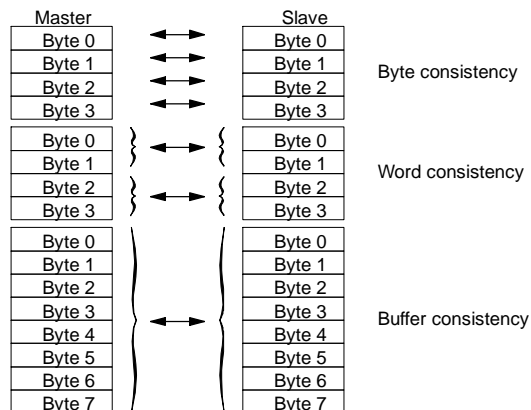 Master Slave
Byte 0 Byte 0
Byte 1 Byte 1
Byte 2 Byte 2
Byte 3 Byte 3
Byte consistency
Byte 0 Byte 0
Byte 1 Byte 1
Byte 2 Byte 2
Byte 3 Byte 3
Word consistency
Byte 0 Byte 0
Byte 1 Byte 1
Byte 2 Byte 2
Byte 3 Byte 3
Byte 4 Byte 4
Byte 5 Byte 5
Byte 6 Byte 6
Byte 7 Byte 7
Buffer consistency